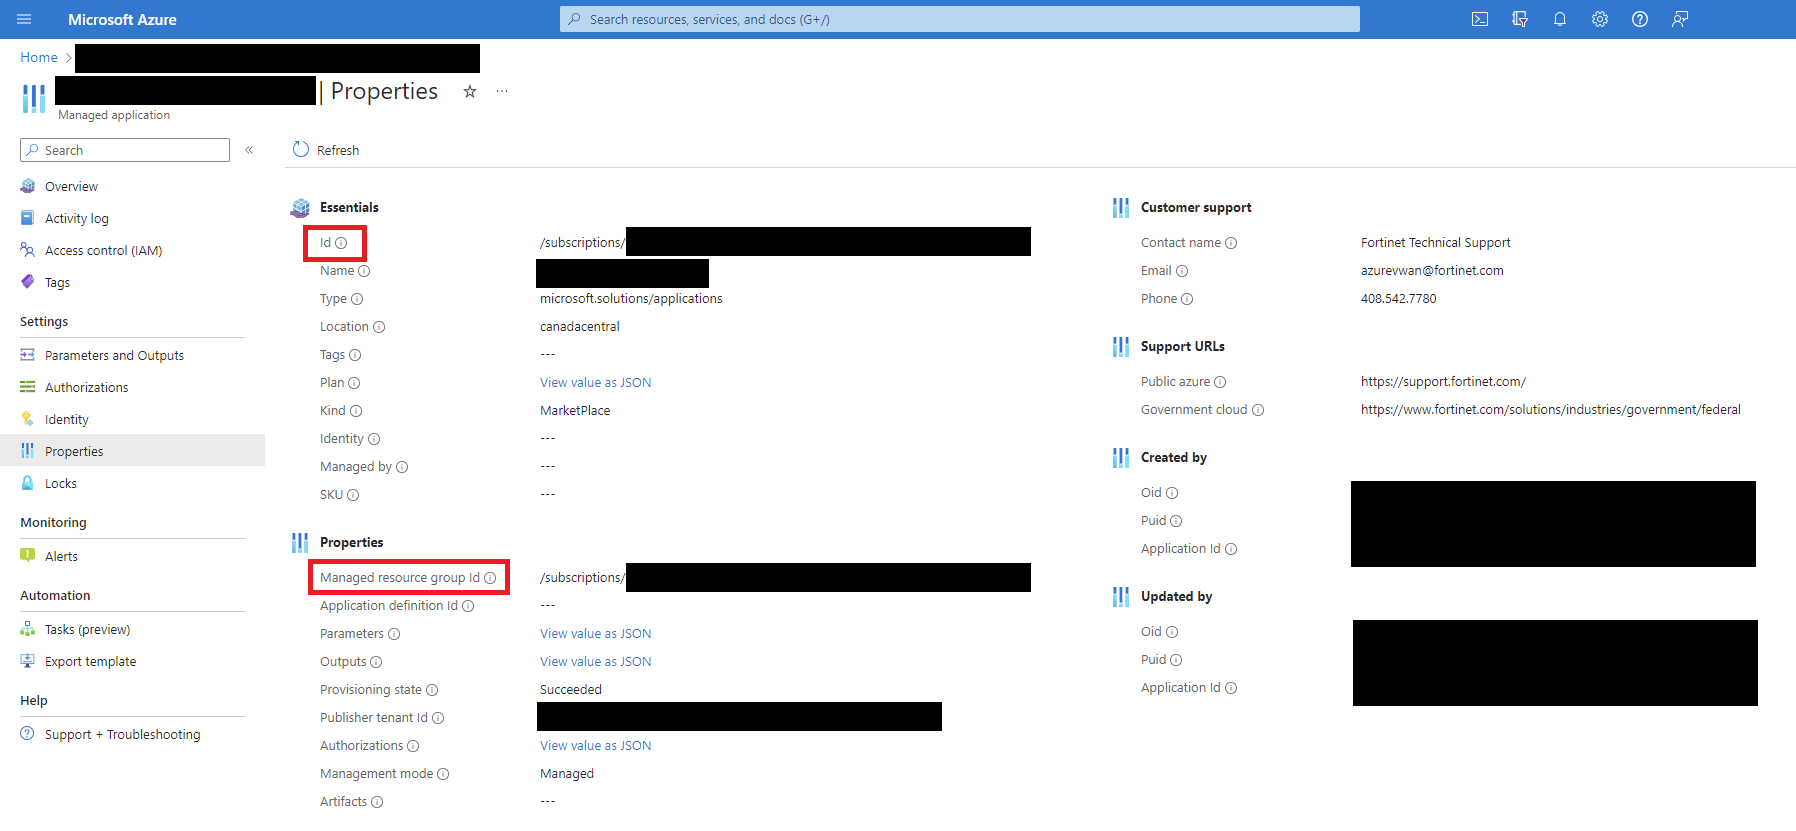 Microsoft Azure
Search resources, services, and docs (G+/)
Home >
| Properties
Managed application
Search
«
Refresh
Overview
Activity log
Access control (IAM)
Tags
Settings
Parameters and Outputs
Authorizations
Identity
Properties
Locks
Monitoring
Alerts
Automation
Tasks (preview)
Export template
Help
Support + Troubleshooting
Essentials
Id /subscriptions/
Name
Type microsoft.solutions/applications
Location canadacentral
Tags ---
Plan View value as JSON
Kind MarketPlace
Identity ---
Managed by ---
SKU ---
Properties
Managed resource group Id /subscriptions/
Application definition Id ---
Parameters View value as JSON
Outputs View value as JSON
Provisioning state Succeeded
Publisher tenant Id
Authorizations View value as JSON
Management mode Managed
Artifacts ---
Customer support
Contact name Fortinet Technical Support
Email azurevwan@fortinet.com
Phone 408.542.7780
Support URLs
Public azure https://support.fortinet.com/
Government cloud https://www.fortinet.com/solutions/industries/government/federal
Created by
Oid
Puid
Application Id
Updated by
Oid
Puid
Application Id